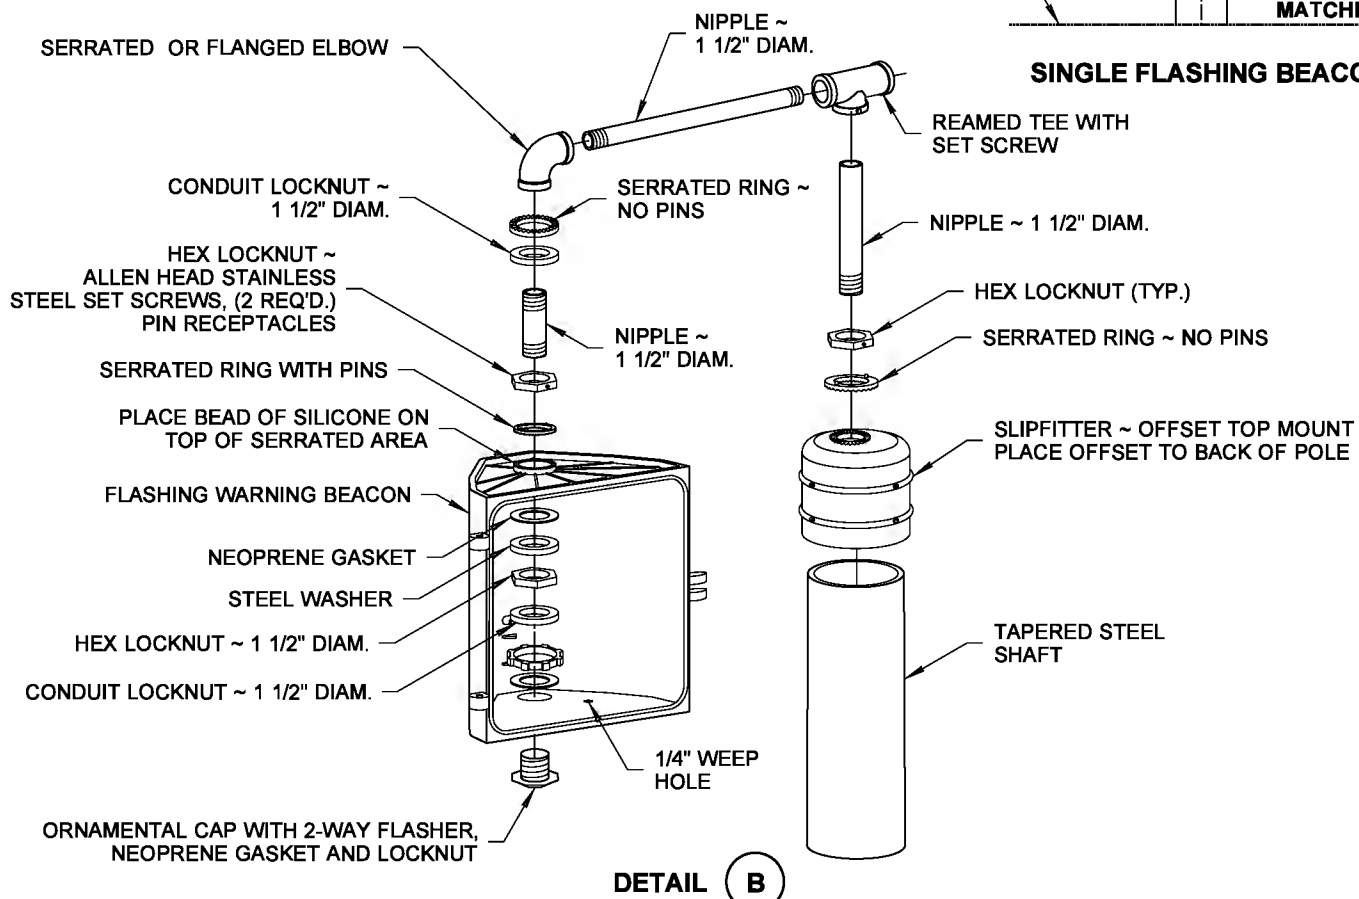 MATCHI
SINGLE FLASHING BEACO
NIPPLE ~
1 1/2" DIAM.
SERRATED OR FLANGED ELBOW
REAMED TEE WITH
SET SCREW
CONDUIT LOCKNUT ~
1 1/2" DIAM.
SERRATED RING ~
NO PINS
NIPPLE ~ 1 1/2" DIAM.
HEX LOCKNUT ~
ALLEN HEAD STAINLESS
STEEL SET SCREWS, (2 REQ'D.)
PIN RECEPTACLES
HEX LOCKNUT (TYP.)
NIPPLE ~
1 1/2" DIAM.
SERRATED RING ~ NO PINS
SERRATED RING WITH PINS
PLACE BEAD OF SILICONE ON
TOP OF SERRATED AREA
SLIPFITTER ~ OFFSET TOP MOUNT
PLACE OFFSET TO BACK OF POLE
FLASHING WARNING BEACON
NEOPRENE GASKET
STEEL WASHER
HEX LOCKNUT ~ 1 1/2" DIAM.
TAPERED STEEL
SHAFT
CONDUIT LOCKNUT ~ 1 1/2" DIAM.
1/4" WEEP
HOLE
ORNAMENTAL CAP WITH 2-WAY FLASHER,
NEOPRENE GASKET AND LOCKNUT
DETAIL B